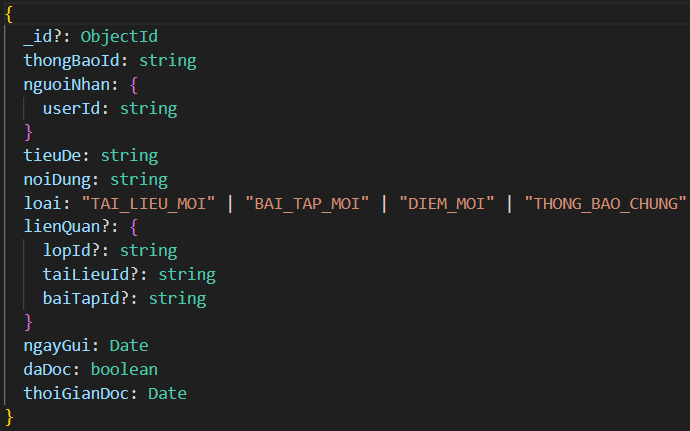 {
  _id?: ObjectId
  thongBaoId: string
  nguoiNhan: {
    userId: string
  }
  tieuDe: string
  noiDung: string
  loai: "TAI_LIEU_MOI" | "BAI_TAP_MOI" | "DIEM_MOI" | "THONG_BAO_CHUNG"
  lienQuan?: {
    lopId?: string
    taiLieuId?: string
    baiTapId?: string
  }
  ngayGui: Date
  daDoc: boolean
  thoiGianDoc: Date
}